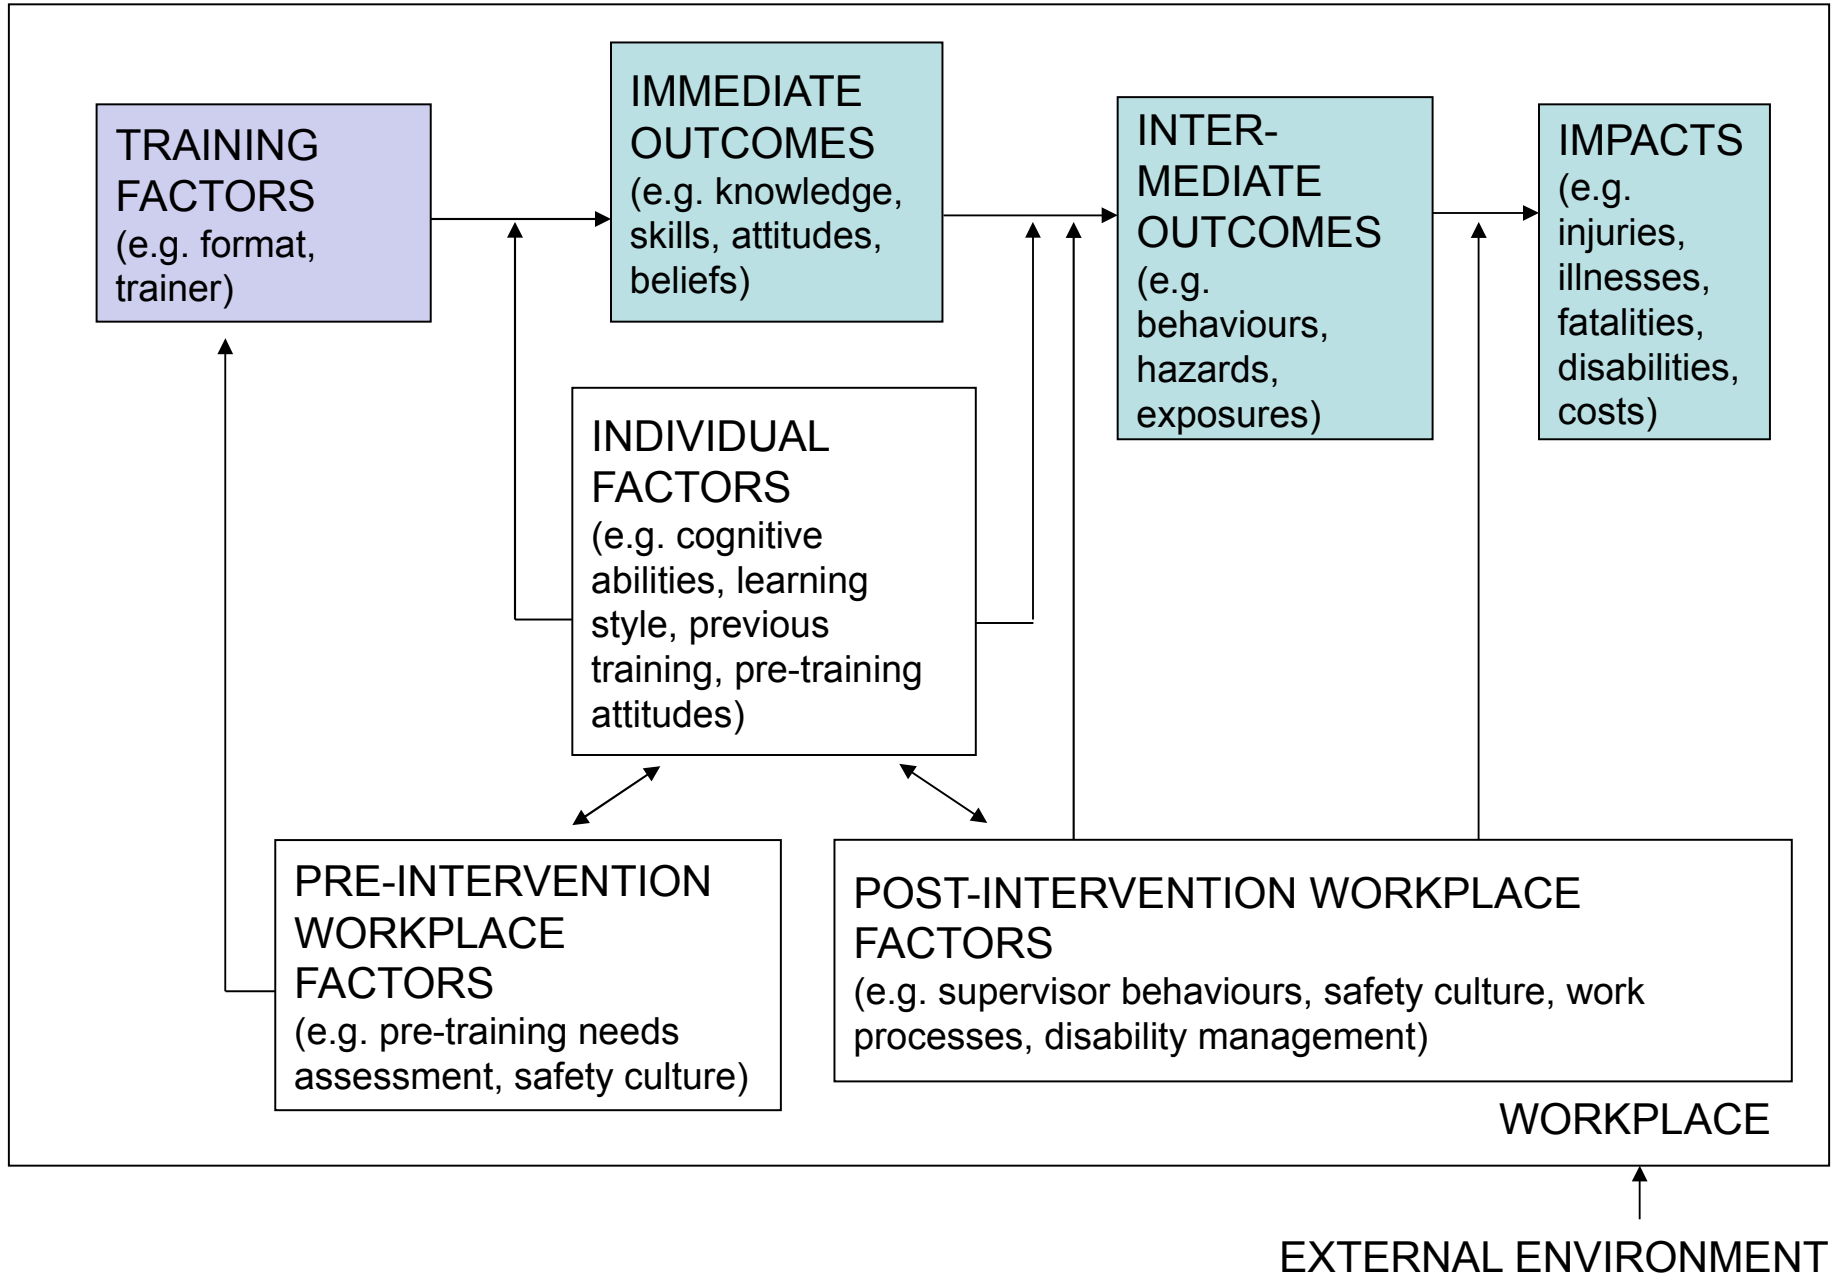 TRAINING
FACTORS
(e.g. format,
trainer)
IMMEDIATE
OUTCOMES
(e.g. knowledge,
skills, attitudes,
beliefs)
INTER-
MEDIATE
OUTCOMES
(e.g.
behaviours,
hazards,
exposures)
IMPACTS
(e.g.
injuries,
illnesses,
fatalities,
disabilities,
costs)
INDIVIDUAL
FACTORS
(e.g. cognitive
abilities, learning
style, previous
training, pre-training
attitudes)
PRE-INTERVENTION
WORKPLACE
FACTORS
(e.g. pre-training needs
assessment, safety culture)
POST-INTERVENTION WORKPLACE
FACTORS
(e.g. supervisor behaviours, safety culture, work
processes, disability management)
WORKPLACE
EXTERNAL ENVIRONMENT